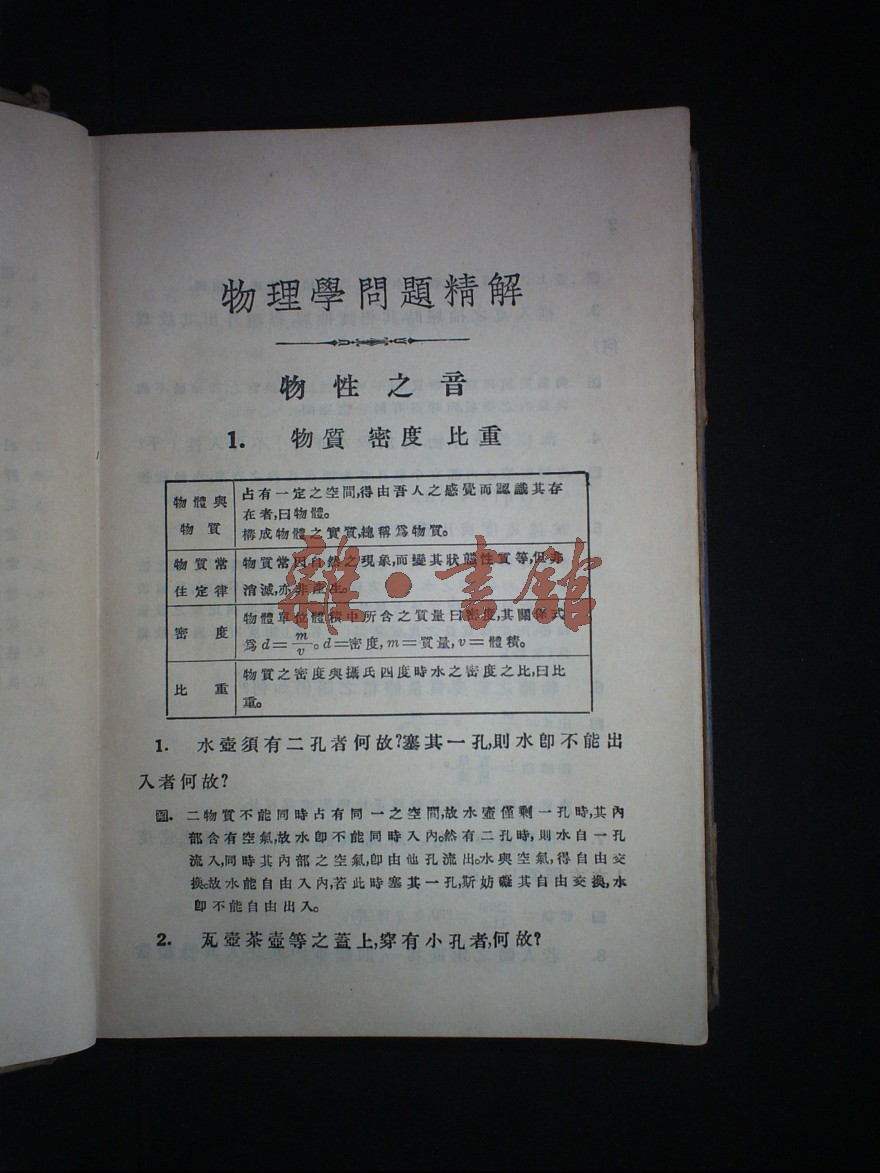 物理學問題精解
物性之音
1. 物質 密度 比重
物體與
物質
占有一定之空間,得由吾人之感覺而認識其存
在者,曰物體。
構成物體之實質,總稱爲物質。
物質常
住定律
物質常因自然之現象,而變其狀態性質等,但非
消滅,亦非產生。
密度
物體單位體積中所含之質量曰密度,其關係式
爲 d=m/v。d=密度, m=質量, v=體積。
比重
物質之密度與攝氏四度時水之密度之比,曰比
重。
雜·書館
1. 水壺須有二孔者何故?塞其一孔,則水卽不能出
入者何故?
二物質不能同時占有同一之空間,故水壺僅剩一孔時,其內
部含有空氣,故水卽不能同時入內。然有二孔時,則水自一孔
流入,同時其內部之空氣,卽由他孔流出。水與空氣,得自由交
換。故水能自由入內,若此時塞其一孔,斯妨礙其自由交換,水
卽不能自由出入。
2. 瓦壺茶壺等之蓋上,穿有小孔者,何故?